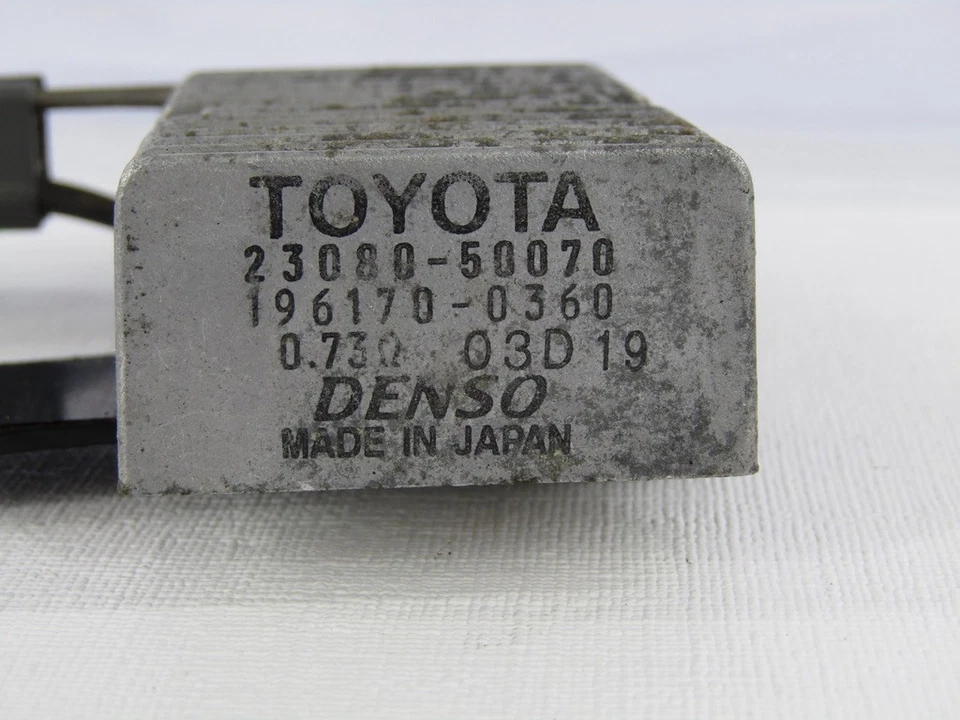 TOYOTA
23080-50070
196170-0360
0.73Ω 03D19
DENSO
MADE IN JAPAN